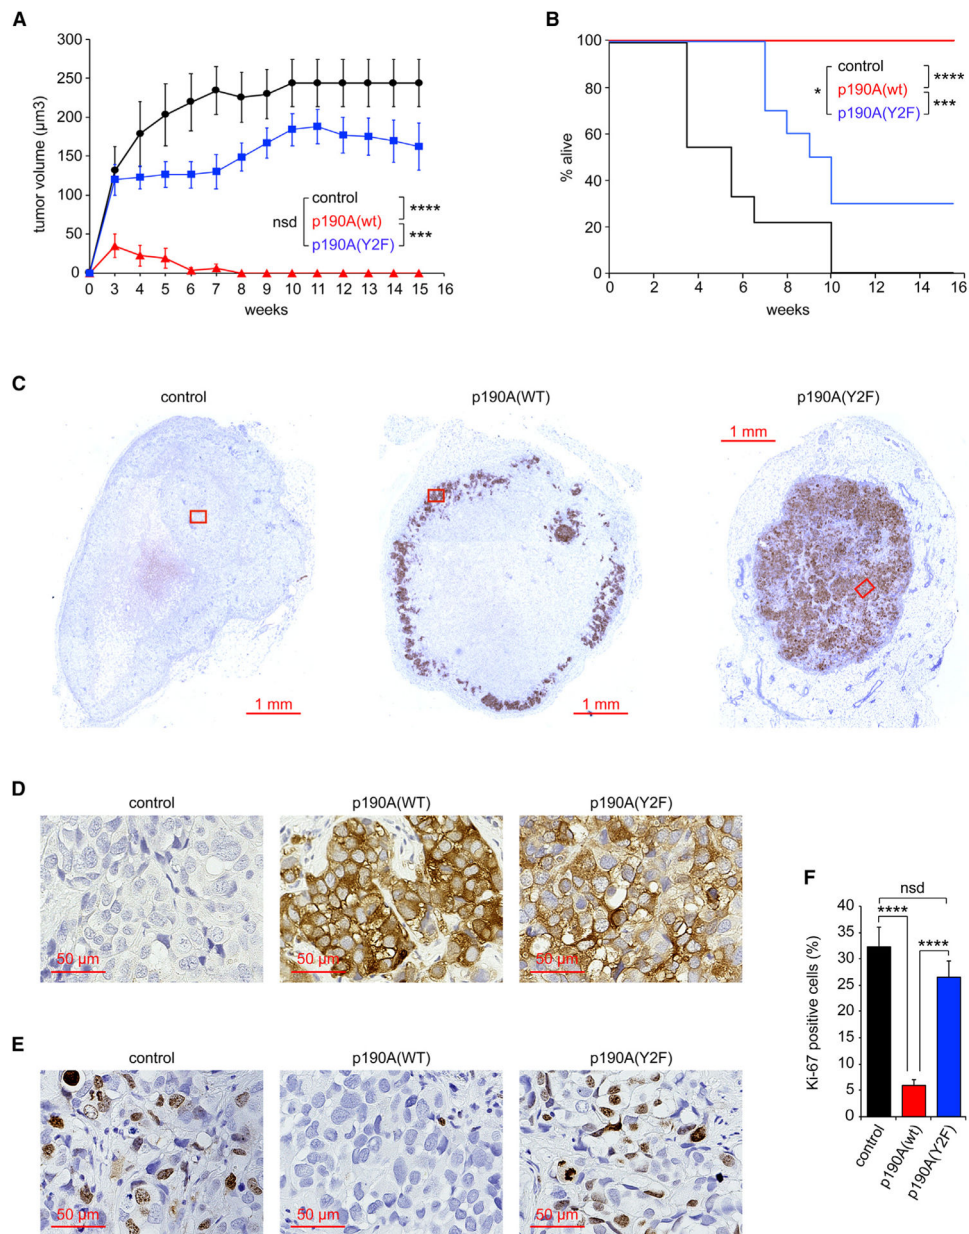 A
300
250
200
150
100
50
0
tumor volume (µm3)
0 3 4 5 6 7 8 9 10 11 12 13 14 15 16
weeks
nsd
control
p190A(wt)
p190A(Y2F)
****
***
B
100
80
60
40
20
0
% alive
0 2 4 6 8 10 12 14 16
weeks
*
control
p190A(wt)
p190A(Y2F)
****
***
C
control
p190A(WT)
p190A(Y2F)
1 mm
1 mm
1 mm
D
control
p190A(WT)
p190A(Y2F)
50 µm
50 µm
50 µm
E
control
p190A(WT)
p190A(Y2F)
50 µm
50 µm
50 µm
F
nsd
****
****
40
35
30
25
20
15
10
5
0
Ki-67 positive cells (%)
control
p190A(wt)
p190A(Y2F)